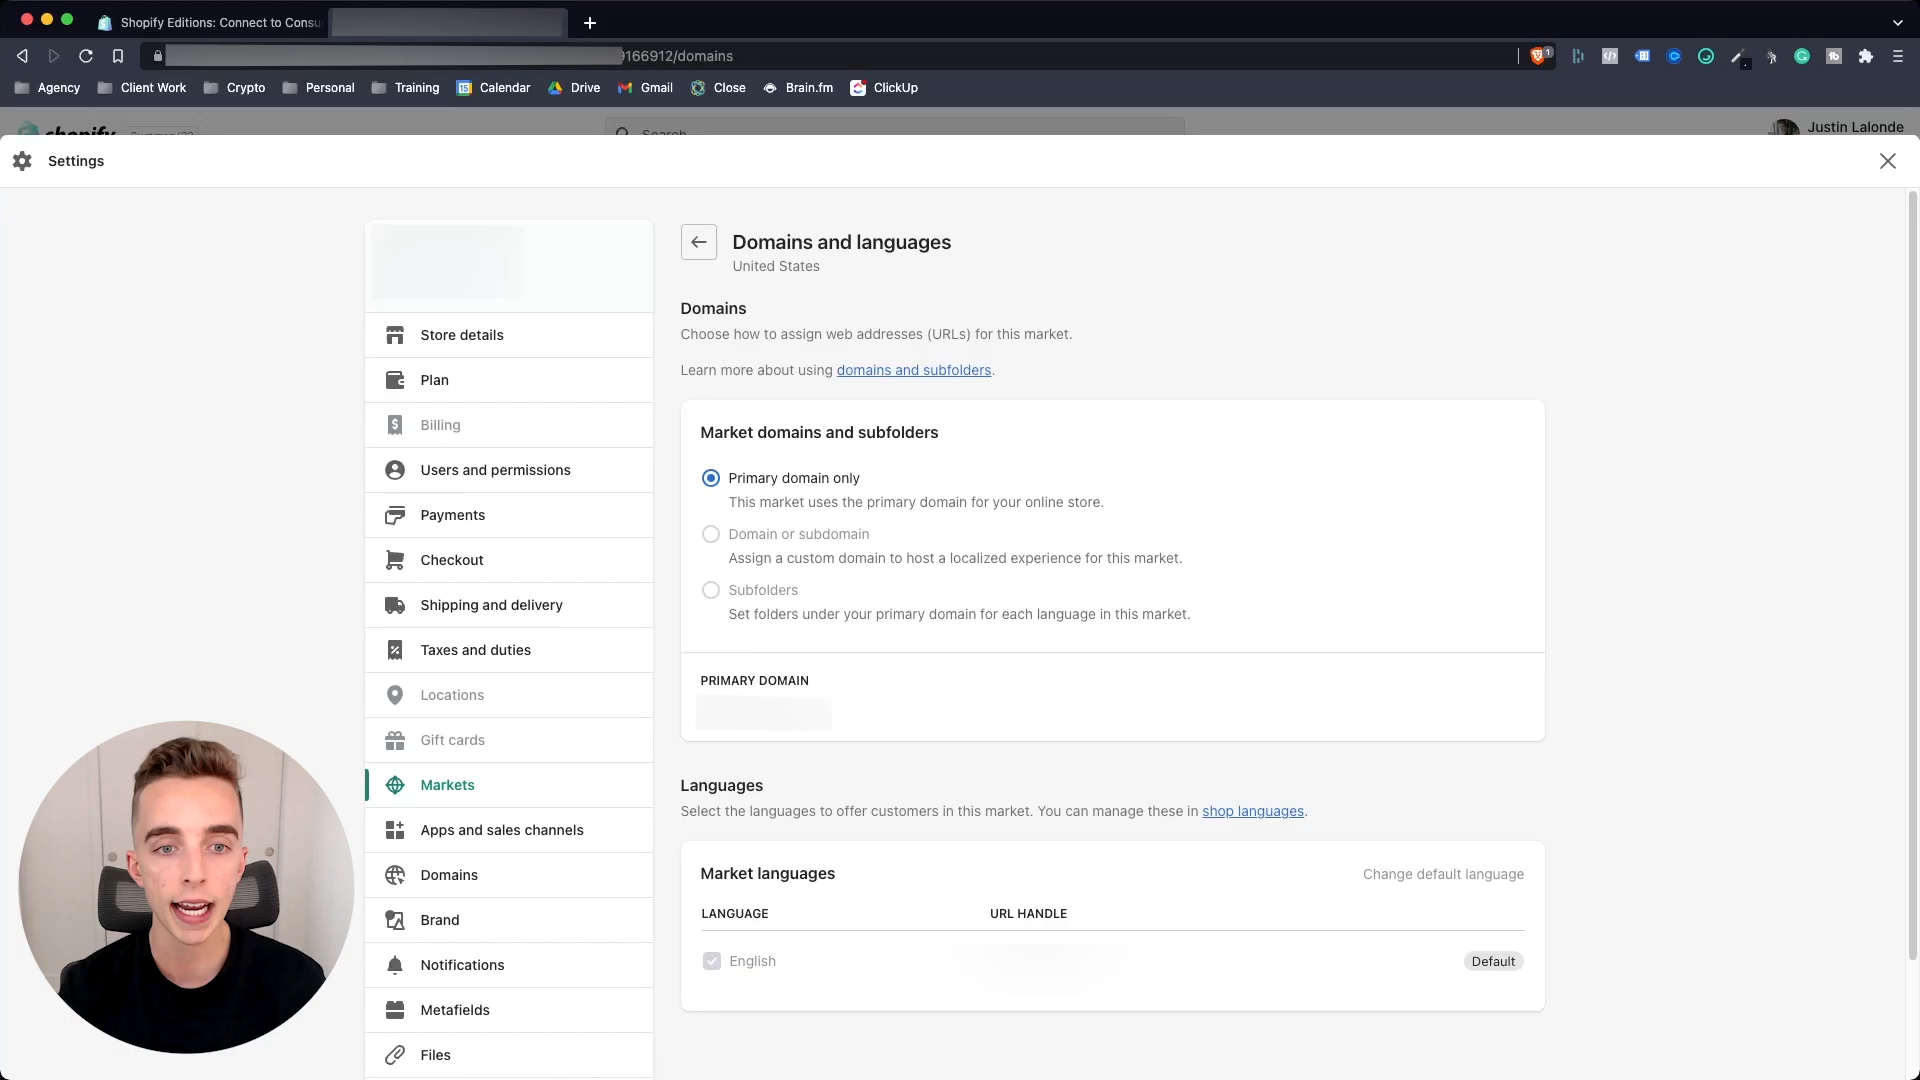 Shopify Editions: Connect to Consu
9166912/domains
1
Agency
Client Work
Crypto
Personal
Training
15
Calendar
Drive
Gmail
Close
Brain.fm
ClickUp
shopify
Search
Justin Lalonde
Settings
Domains and languages
United States
Domains
Choose how to assign web addresses (URLs) for this market.
Learn more about using domains and subfolders.
Market domains and subfolders
Primary domain only
This market uses the primary domain for your online store.
Domain or subdomain
Assign a custom domain to host a localized experience for this market.
Subfolders
Set folders under your primary domain for each language in this market.
PRIMARY DOMAIN
Languages
Select the languages to offer customers in this market. You can manage these in shop languages.
Market languages
Change default language
LANGUAGE
URL HANDLE
English
Default
Store details
Plan
Billing
Users and permissions
Payments
Checkout
Shipping and delivery
Taxes and duties
Locations
Gift cards
Markets
Apps and sales channels
Domains
Brand
Notifications
Metafields
Files